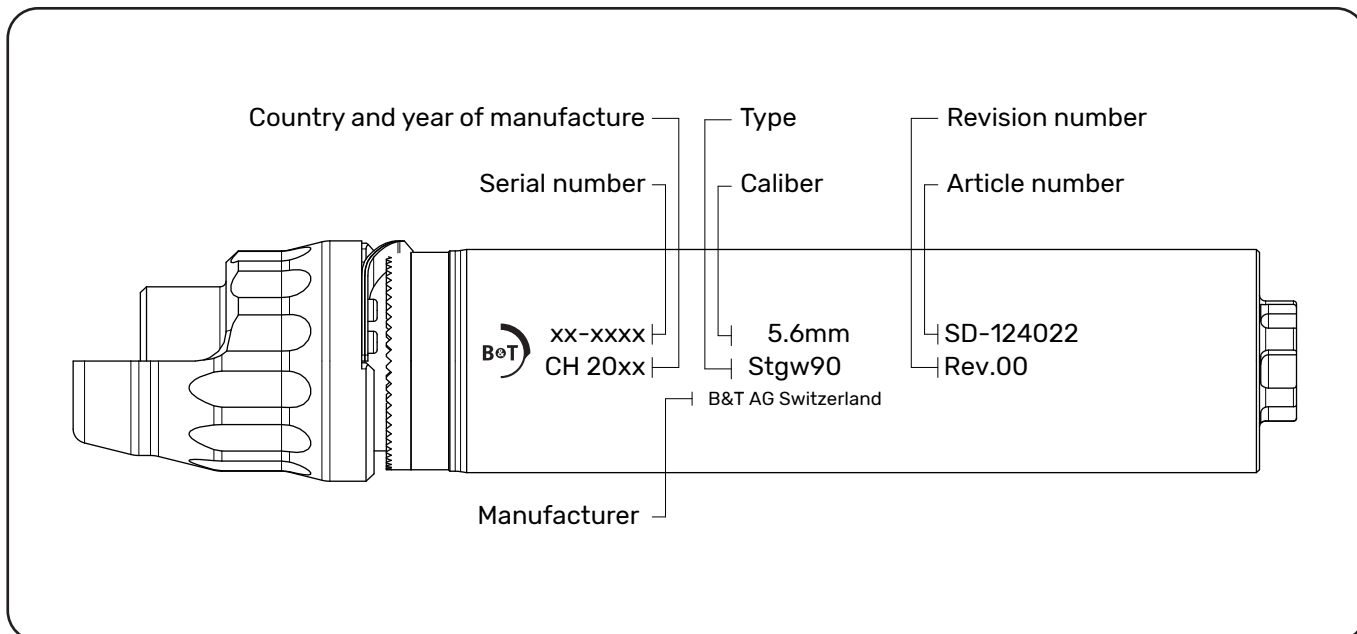 Country and year of manufacture
Type
Revision number
Serial number
Caliber
Article number
B&T
xx-xxxx
5.6mm
SD-124022
CH 20xx
Stgw90
Rev.00
B&T AG Switzerland
Manufacturer